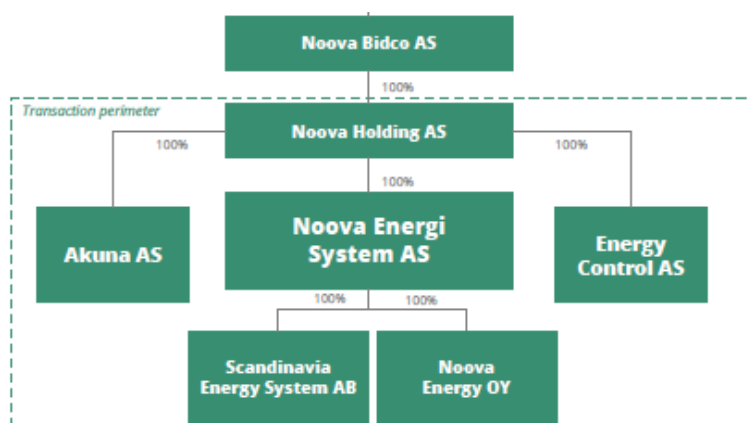 Noova Bidco AS
100%
Transaction perimeter
Noova Holding AS
100%
100%
100%
Akuna AS
Noova Energi
System AS
Energy
Control AS
100%
100%
Scandinavia
Energy System AB
Noova
Energy OY